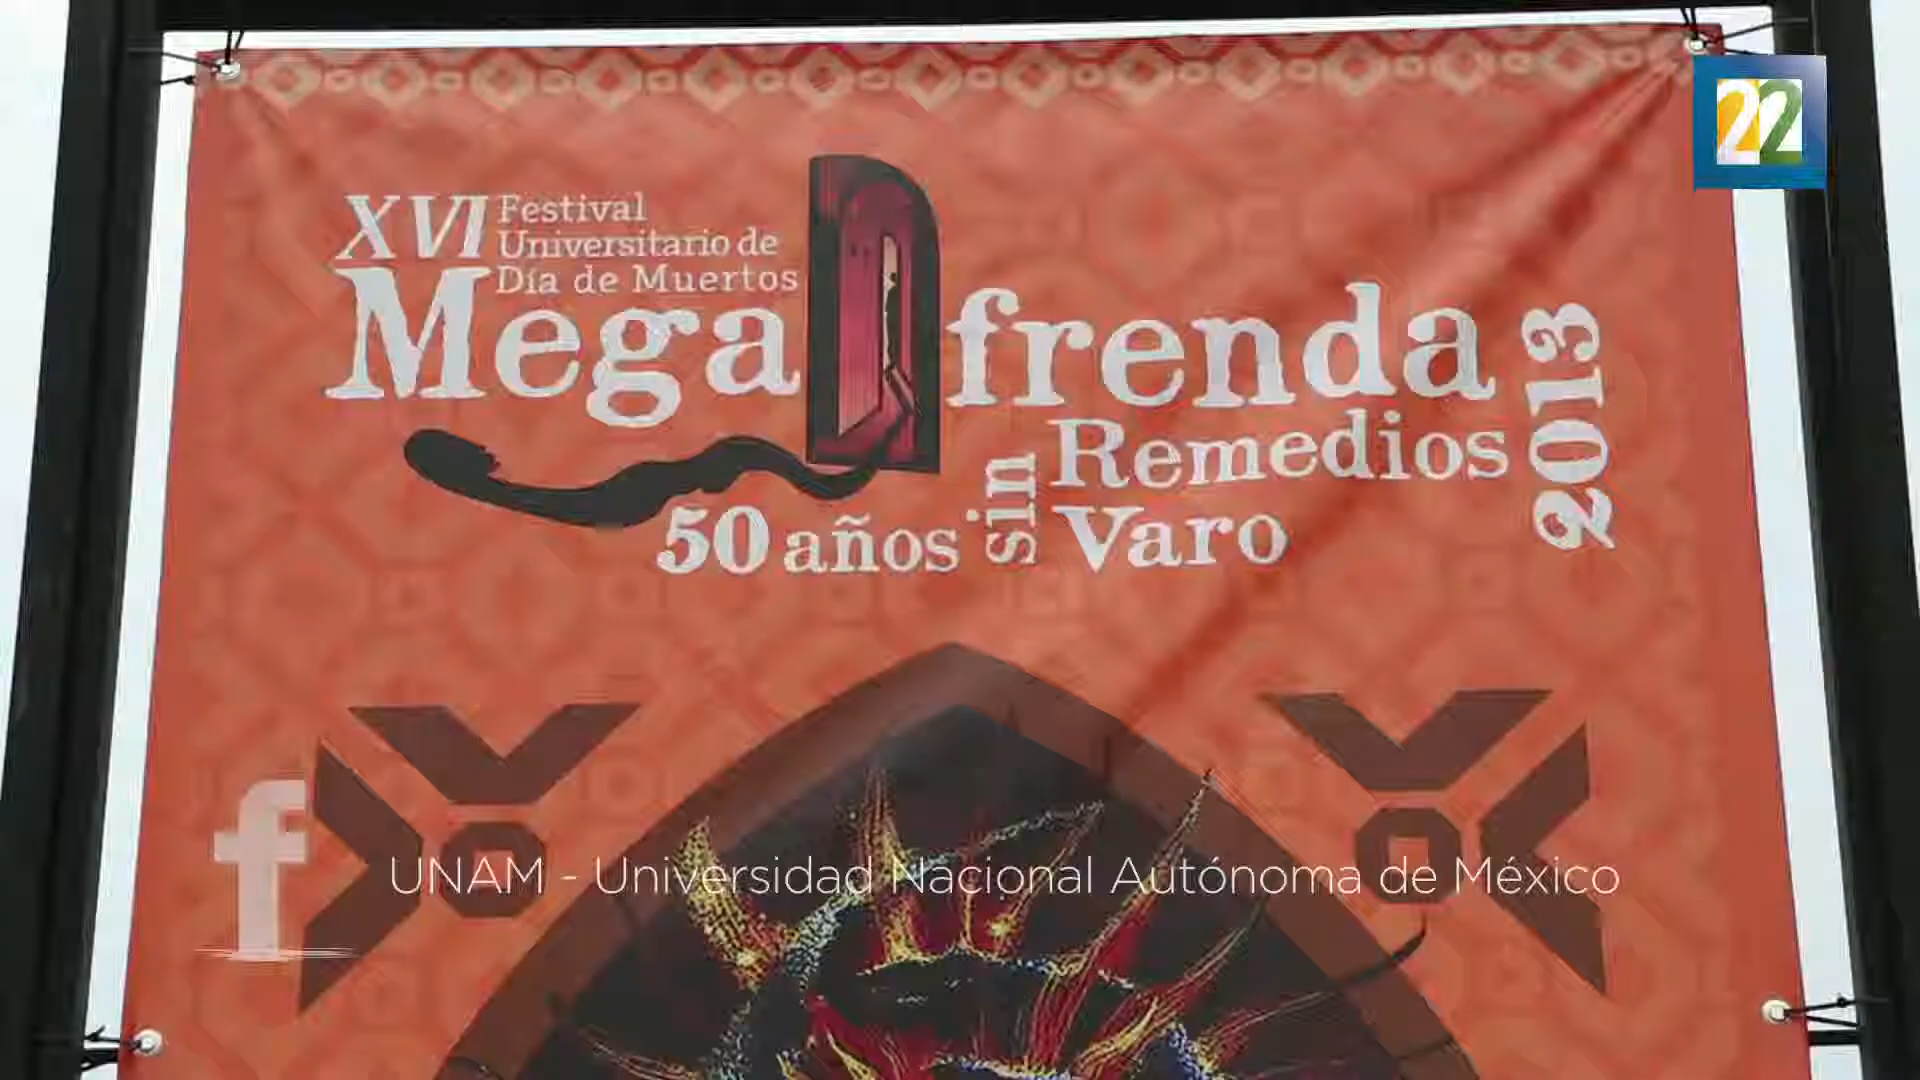 22
XVI Festival
Universitario de
Día de Muertos
MegaOfrenda
2013
50 años sin Remedios
Varo
f UNAM - Universidad Nacional Autónoma de México